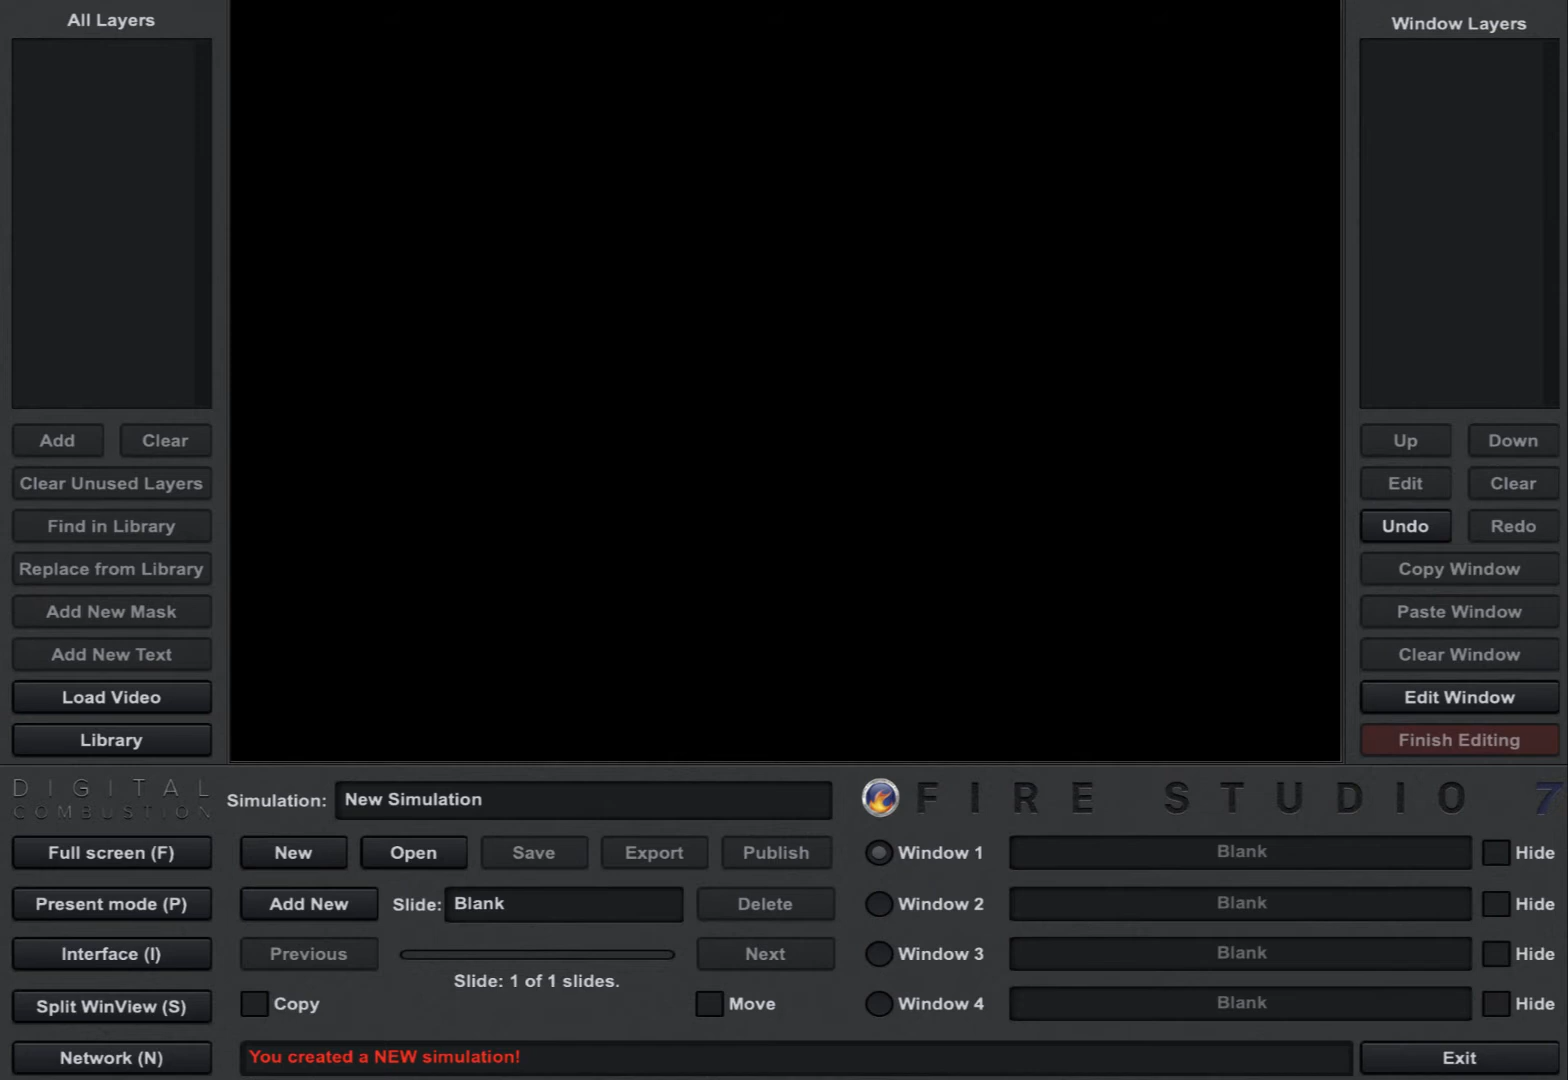 All Layers
Window Layers
Add
Clear
Clear Unused Layers
Find in Library
Replace from Library
Add New Mask
Add New Text
Load Video
Library
Up
Down
Edit
Clear
Undo
Redo
Copy Window
Paste Window
Clear Window
Edit Window
Finish Editing
DIGITAL
COMBUSTION
Simulation: New Simulation
FIRE STUDIO 7
Full screen (F)
New
Open
Save
Export
Publish
Window 1
Blank
Hide
Present mode (P)
Add New
Slide: Blank
Delete
Window 2
Blank
Hide
Interface (I)
Previous
Next
Window 3
Blank
Hide
Slide: 1 of 1 slides.
Split WinView (S)
Copy
Move
Window 4
Blank
Hide
Network (N)
You created a NEW simulation!
Exit